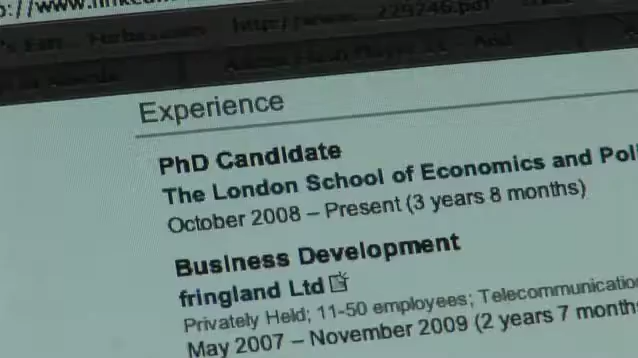 Experience
PhD Candidate
The London School of Economics and Pol
October 2008 – Present (3 years 8 months)
Business Development
fringland Ltd
Privately Held; 11-50 employees; Telecommunicatio
May 2007 – November 2009 (2 years 7 month